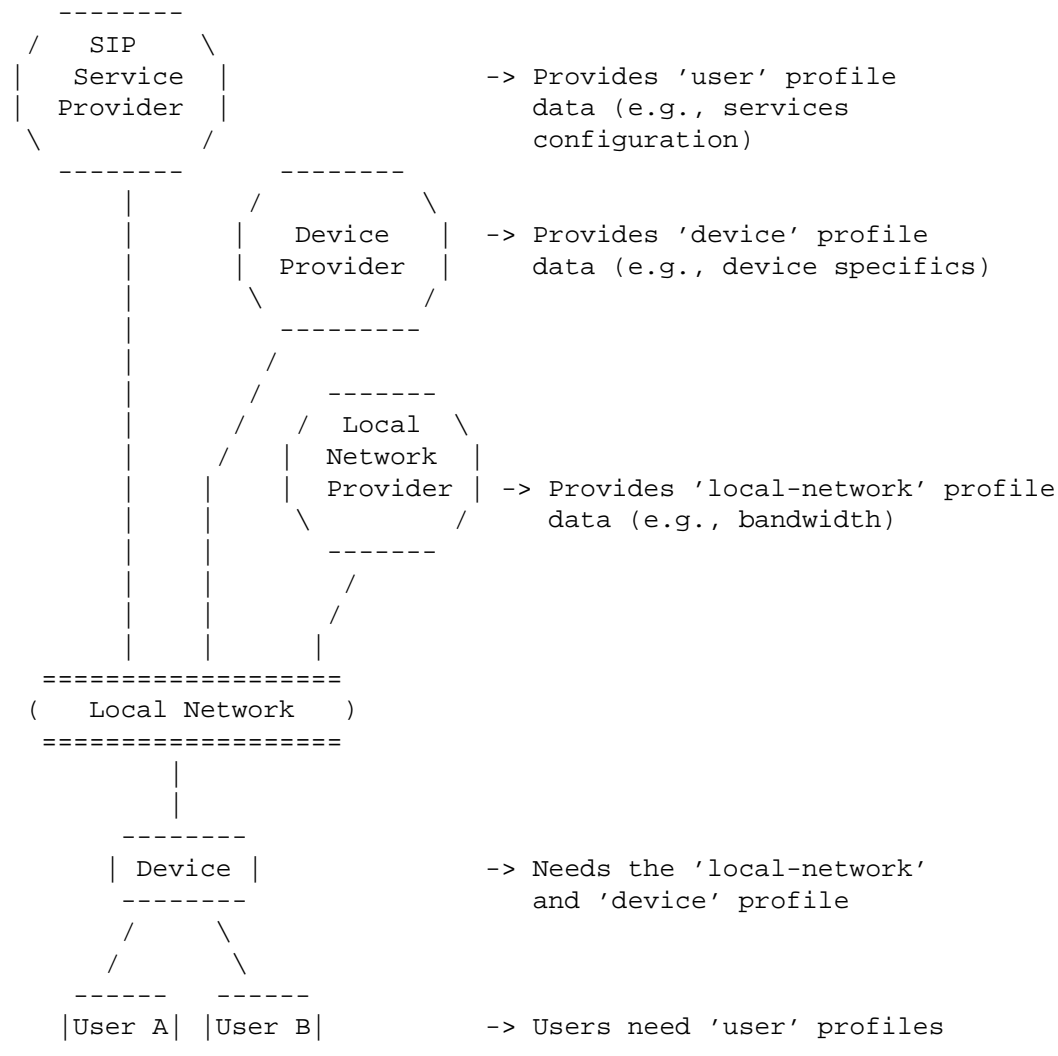 SIP
Service
Provider
-> Provides 'user' profile
data (e.g., services
configuration)
Device
Provider
-> Provides 'device' profile
data (e.g., device specifics)
Local
Network
Provider
-> Provides 'local-network' profile
data (e.g., bandwidth)
( Local Network )
Device
-> Needs the 'local-network'
and 'device' profile
|User A| |User B|
-> Users need 'user' profiles